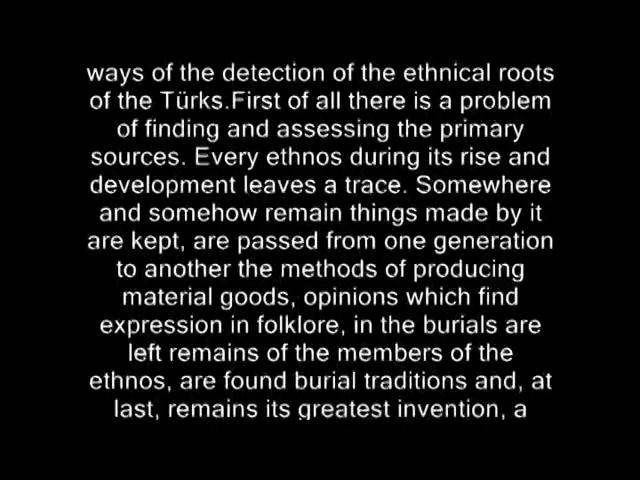 ways of the detection of the ethnical roots
of the Türks.First of all there is a problem
of finding and assessing the primary
sources. Every ethnos during its rise and
development leaves a trace. Somewhere
and somehow remain things made by it
are kept, are passed from one generation
to another the methods of producing
material goods, opinions which find
expression in folklore, in the burials are
left remains of the members of the
ethnos, are found burial traditions and, at
last, remains its greatest invention, a